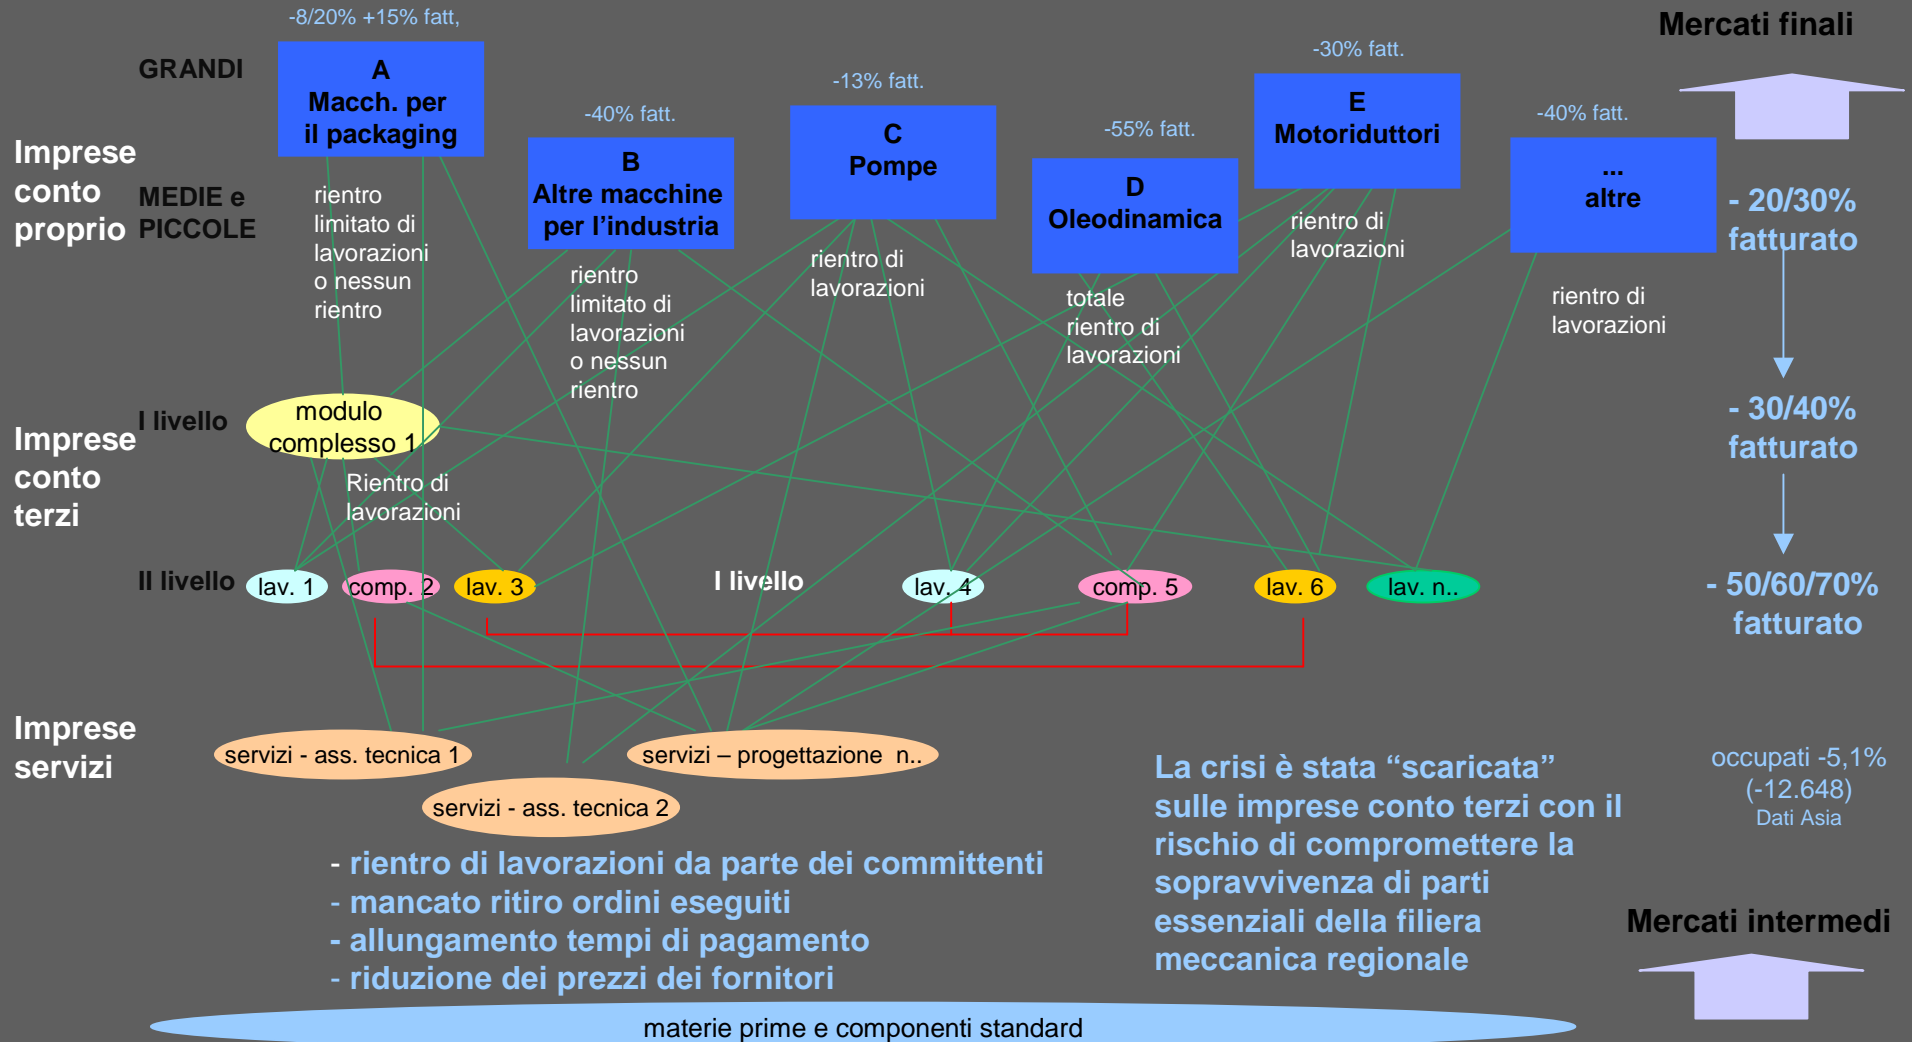 -8/20% +15% fatt,
Mercati finali
-30% fatt.
GRANDI
A
Macch. per
il packaging
-13% fatt.
-40% fatt.
-55% fatt.
-40% fatt.
E
Motoriduttori
C
Pompe
B
Altre macchine
per l'industria
D
Oleodinamica
...
altre
Imprese
conto
proprio
MEDIE e
PICCOLE
rientro
limitato di
lavorazioni
o nessun
rientro
rientro
limitato di
lavorazioni
o nessun
rientro
rientro di
lavorazioni
totale
rientro di
lavorazioni
rientro di
lavorazioni
rientro di
lavorazioni
- 20/30%
fatturato
I livello
modulo
complesso 1
- 30/40%
fatturato
Imprese
conto
terzi
Rientro di
lavorazioni
II livello
lav. 1
comp. 2
lav. 3
I livello
lav. 4
comp. 5
lav. 6
lav. n..
- 50/60/70%
fatturato
Imprese
servizi
servizi - ass. tecnica 1
servizi – progettazione n..
servizi - ass. tecnica 2
La crisi è stata “scaricata”
sulle imprese conto terzi con il
rischio di compromettere la
sopravvivenza di parti
essenziali della filiera
meccanica regionale
occupati -5,1%
(-12.648)
Dati Asia
- rientro di lavorazioni da parte dei committenti
- mancato ritiro ordini eseguiti
- allungamento tempi di pagamento
- riduzione dei prezzi dei fornitori
Mercati intermedi
materie prime e componenti standard